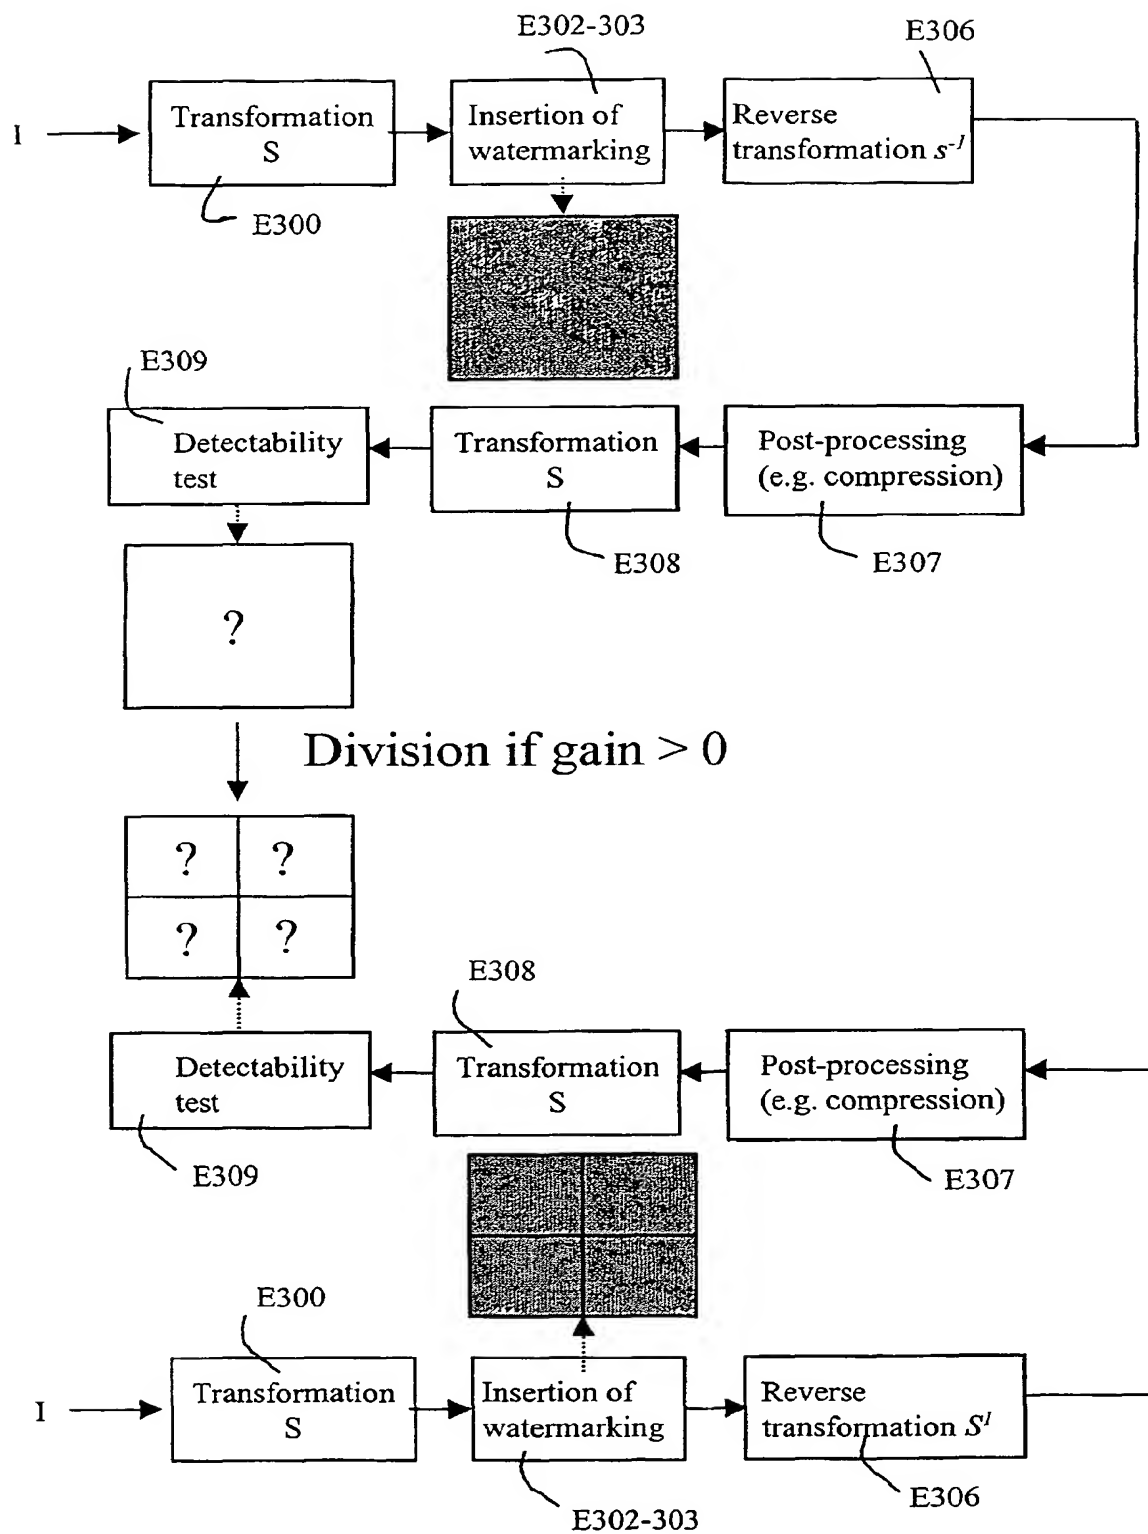 E302-303
E306
I
Transformation
S
Insertion of
watermarking
Reverse
transformation s⁻¹
E300
E309
Detectability
test
Transformation
S
Post-processing
(e.g. compression)
E308
E307
?
Division if gain > 0
? ?
? ?
E308
Detectability
test
Transformation
S
Post-processing
(e.g. compression)
E309
E307
E300
I
Transformation
S
Insertion of
watermarking
Reverse
transformation Sᴵ
E306
E302-303